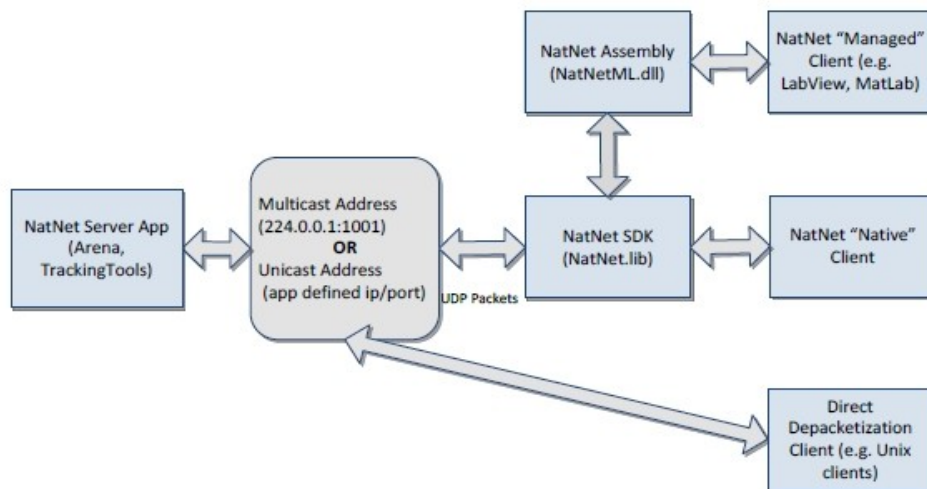 NatNet Assembly
(NatNetML.dll)
NatNet “Managed”
Client (e.g.
LabView, MatLab)
NatNet Server App
(Arena,
TrackingTools)
Multicast Address
(224.0.0.1:1001)
OR
Unicast Address
(app defined ip/port)
UDP Packets
NatNet SDK
(NatNet.lib)
NatNet “Native”
Client
Direct
Depacketization
Client (e.g. Unix
clients)